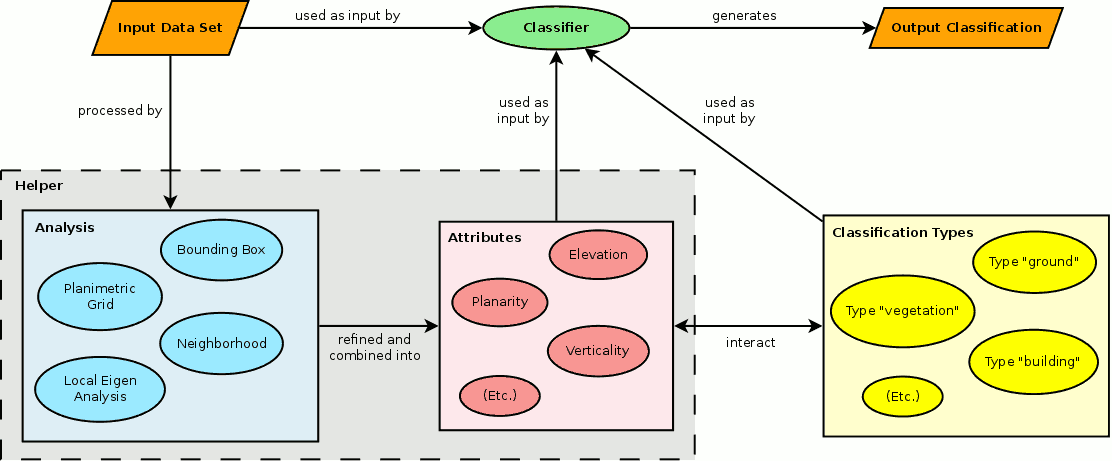 Input Data Set
used as input by
Classifier
generates
Output Classification
processed by
used as
input by
used as
input by
Helper
Analysis
Bounding Box
Planimetric
Grid
Neighborhood
Local Eigen
Analysis
refined and
combined into
Attributes
Elevation
Planarity
Verticality
(Etc.)
interact
Classification Types
Type "ground"
Type "vegetation"
Type "building"
(Etc.)